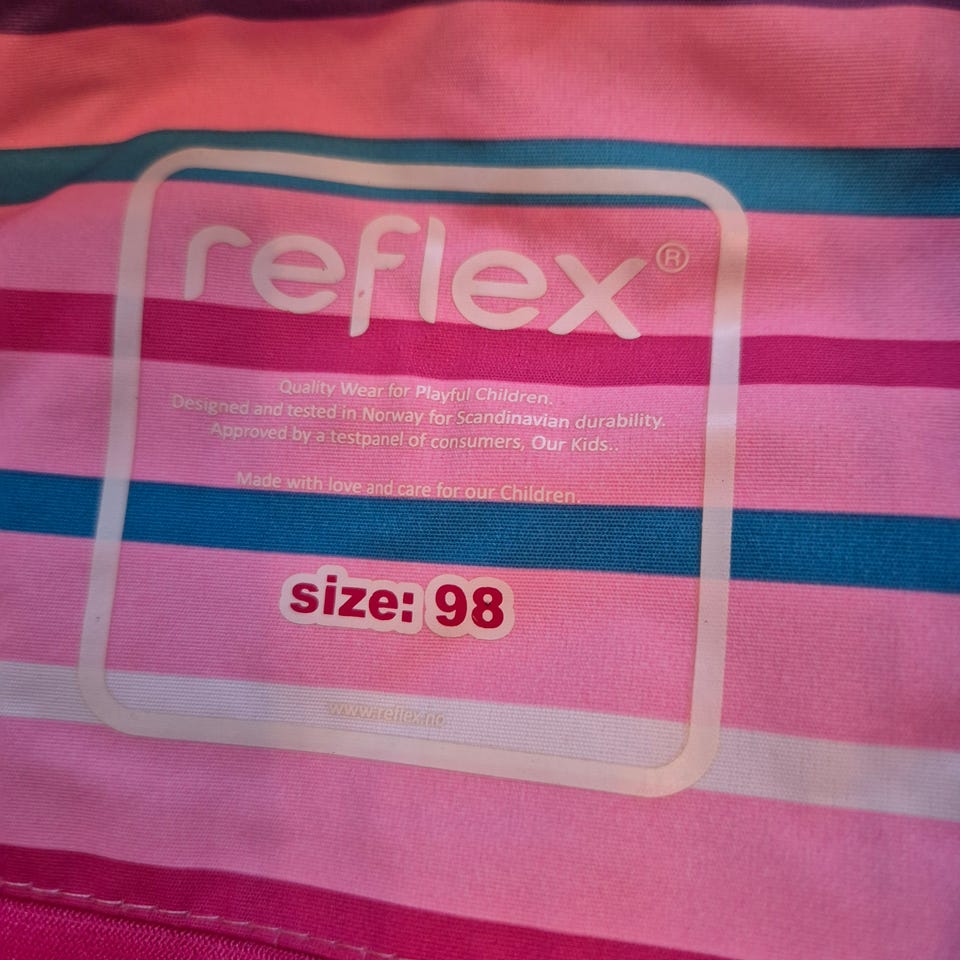 reflex®
Quality Wear for Playful Children.
Designed and tested in Norway for Scandinavian durability.
Approved by a testpanel of consumers, Our Kids..
Made with love and care for our Children.
size: 98
www.reflex.no